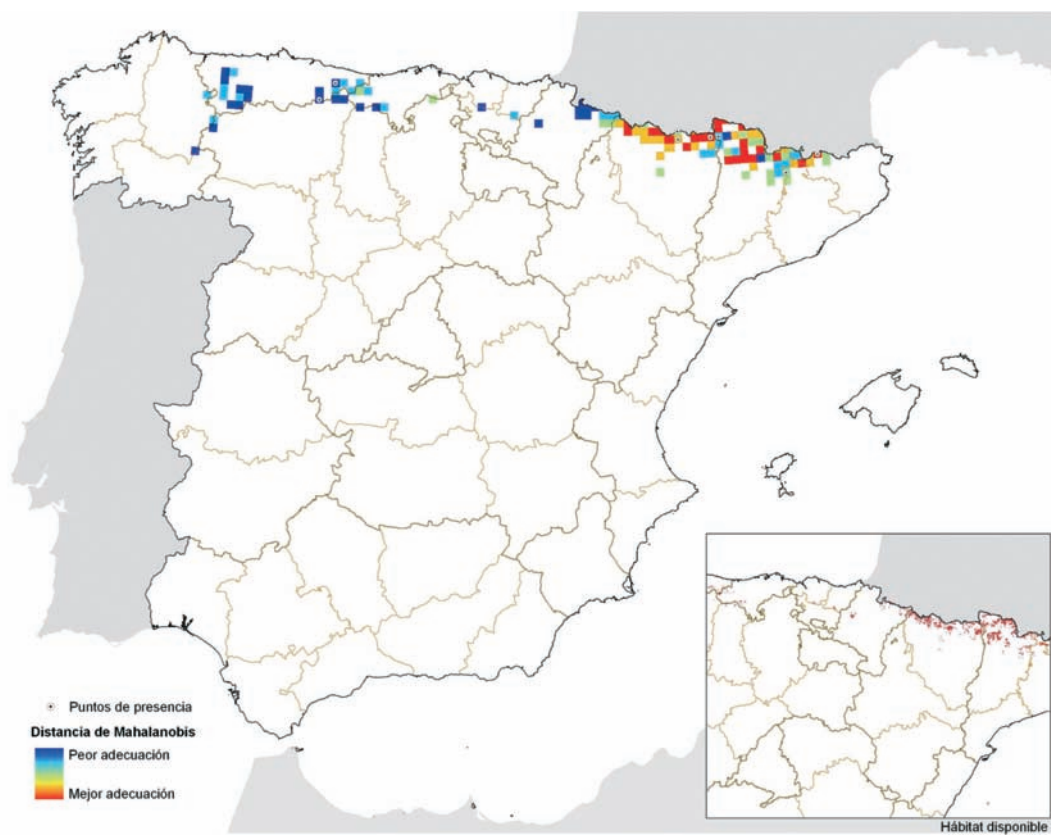 Puntos de presencia
Distancia de Mahalanobis
Peor adecuación
Mejor adecuación
Hábitat disponible